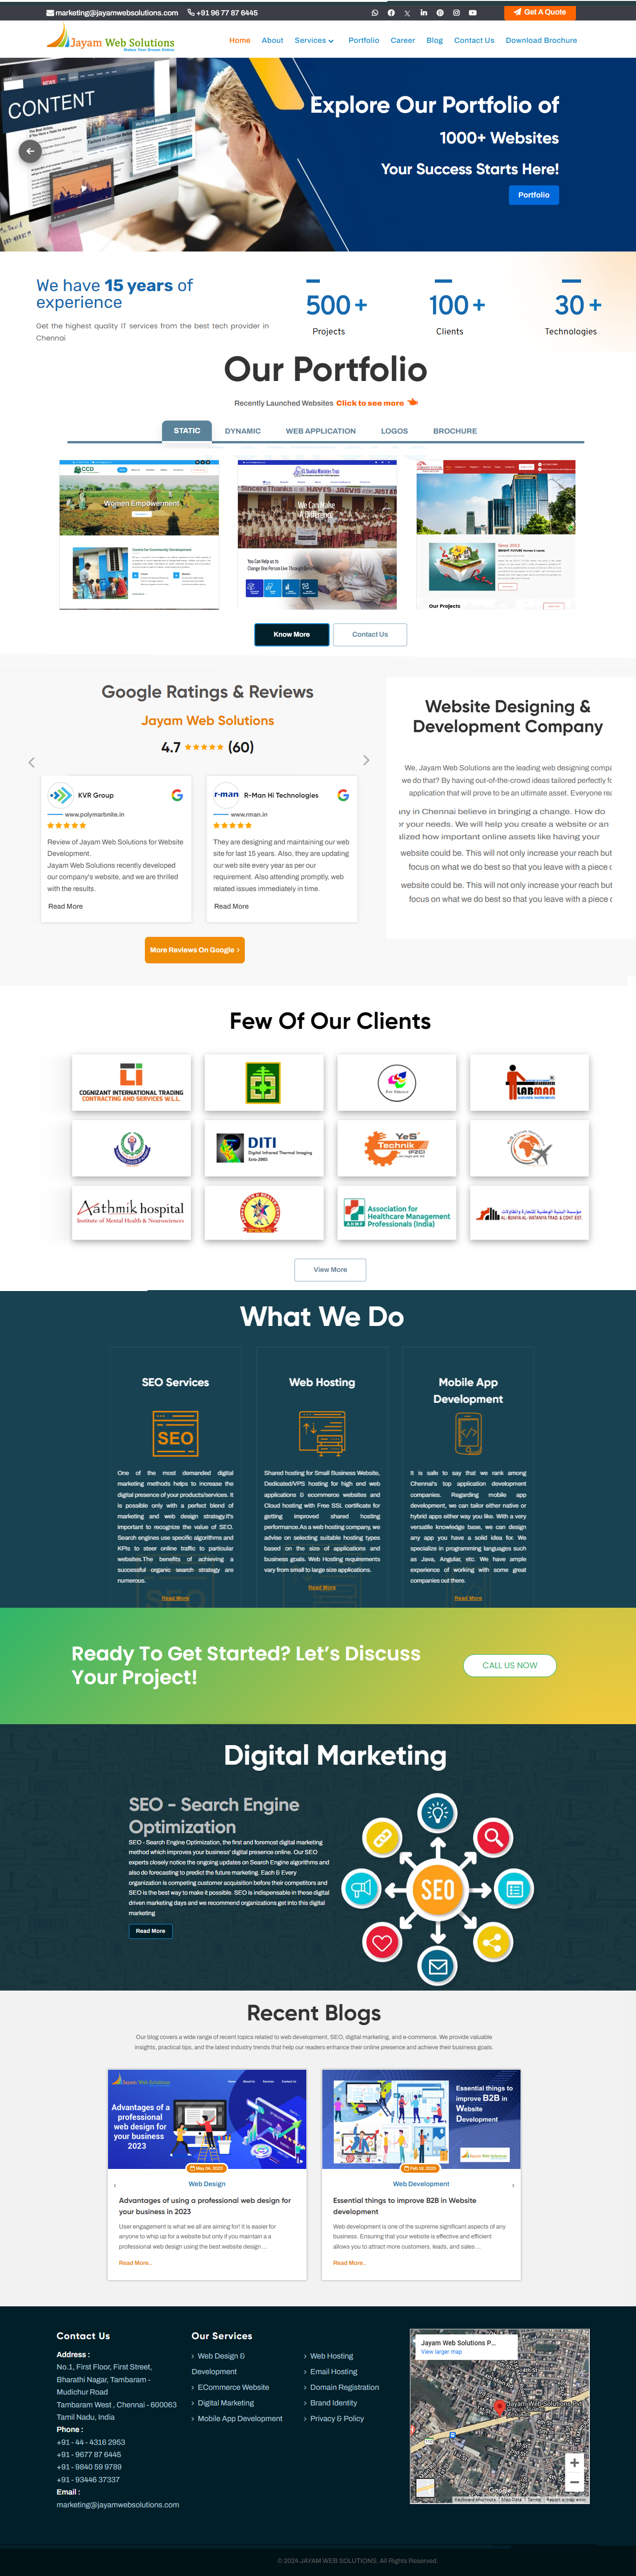 marketing@jayamwebsolutions.com +91 96 77 87 6445 Get A Quote
Jayam Web Solutions
Makes Your Dream Online
Home About Services Portfolio Career Blog Contact Us Download Brochure
CONTENT
Explore Our Portfolio of
1000+ Websites
Your Success Starts Here!
Portfolio
We have 15 years of
experience
Get the highest quality IT services from the best tech provider in
Chennai
500+ 100+ 30+
Projects Clients Technologies
Our Portfolio
Recently Launched Websites Click to see more
STATIC DYNAMIC WEB APPLICATION LOGOS BROCHURE
CCD
Women Empowerment
Centre for Community Development
We Can Make
A Difference
You Can Help us to
Since 2013
BRIGHT FUTURE
Our Projects
Know More Contact Us
Google Ratings & Reviews
Jayam Web Solutions
4.7 (60)
KVR Group
www.polymarbnite.in
Review of Jayam Web Solutions for Website
Development.
Jayam Web Solutions recently developed
our company's website, and we are thrilled
with the results.
Read More
r-man R-Man Hi Technologies
www.rman.in
They are designing and maintaining our web
site for last 15 years. Also, they are updating
our web site every year as per our
requirement. Also attending promptly, web
related issues immediately in time.
Read More
More Reviews On Google >
Website Designing &
Development Company
We, Jayam Web Solutions are the leading web designing compa
we do that? By having out-of-the-crowd ideas tailored perfectly fo
application that will prove to be an ultimate asset. Everyone rea
any in Chennai believe in bringing a change. How do
or your needs. We will help you create a website or an
alized how important online assets like having your
website could be. This will not only increase your reach but
focus on what we do best so that you leave with a piece o
website could be. This will not only increase your reach but
focus on what we do best so that you leave with a piece o
Few Of Our Clients
COGNIZANT INTERNATIONAL TRADING
CONTRACTING AND SERVICES W.L.L.
LABMAN
DITI
Digital Infrared Thermal Imaging
Estd-2005
YeS
Technik
(FZC)
Aathmik hospital
Institute of Mental Health & Neurosciences
AHMP
Association for
Healthcare Management
Professionals (India)
مؤسسة البنية الوطنية للتجارة والمقاولات
AL-BUNIYA AL-WATANIYA TRAD. & CONT. EST.
View More
What We Do
SEO Services
SEO
One of the most demanded digital
marketing methods helps to increase the
digital presence of your products/services. It
is possible only with a perfect blend of
marketing and web design strategy.It's
important to recognize the value of SEO.
Search engines use specific algorithms and
KPIs to steer online traffic to particular
websites.The benefits of achieving a
successful organic search strategy are
numerous.
Read More
Web Hosting
Shared hosting for Small Business Website,
Dedicated/VPS hosting for high end web
applications & ecommerce websites and
Cloud hosting with Free SSL certificate for
getting improved shared hosting
performance.As a web hosting company, we
advise on selecting suitable hosting types
based on the size of applications and
business goals. Web Hosting requirements
vary from small to large size applications.
Read More
Mobile App
Development
It is safe to say that we rank among
Chennai's top application development
companies. Regarding mobile app
development, we can tailor either native or
hybrid apps either way you like. With a very
versatile knowledge base, we can design
any app you have a solid idea for. We
specialize in programming languages such
as Java, Angular, etc. We have ample
experience of working with some great
companies out there.
Read More
Ready To Get Started? Let's Discuss
Your Project!
CALL US NOW
Digital Marketing
SEO - Search Engine
Optimization
SEO - Search Engine Optimization, the first and foremost digital marketing
method which improves your business' digital presence online. Our SEO
experts closely notice the ongoing updates on Search Engine algorithms and
also do forecasting to predict the future marketing. Each & Every
organization is competing customer acquisition before their competitors and
SEO is the best way to make it possible. SEO is indispensable in these digital
driven marketing days and we recommend organizations get into this digital
marketing
Read More
SEO
Recent Blogs
Our blog covers a wide range of recent topics related to web development, SEO, digital marketing, and e-commerce. We provide valuable
insights, practical tips, and the latest industry trends that help our readers enhance their online presence and achieve their business goals.
Advantages of a
professional
web design for
your business
2023
May 04, 2023
Web Design
Advantages of using a professional web design for
your business in 2023
User engagement is what we all are aiming for! It is easier for
anyone to whip up for a website but only if you maintain a a
professional web design using the best website design ...
Read More..
Essential things to
improve B2B in
Website
Development
Feb 10, 2023
Web Development
Essential things to improve B2B in Website
development
Web development is one of the supreme significant aspects of any
business. Ensuring that your website is effective and efficient
allows you to attract more customers, leads, and sales....
Read More..
Contact Us
Address :
No.1, First Floor, First Street,
Bharathi Nagar, Tambaram -
Mudichur Road
Tambaram West , Chennai - 600063
Tamil Nadu, India
Phone :
+91 - 44 - 4316 2953
+91 - 9677 87 6445
+91 - 9840 59 9789
+91 - 93446 37337
Email :
marketing@jayamwebsolutions.com
Our Services
> Web Design &
Development
> ECommerce Website
> Digital Marketing
> Mobile App Development
> Web Hosting
> Email Hosting
> Domain Registration
> Brand Identity
> Privacy & Policy
Jayam Web Solutions P...
View larger map
Google
Keyboard shortcuts Map Data Terms Report a map error
© 2024 JAYAM WEB SOLUTIONS. All Rights Reserved.